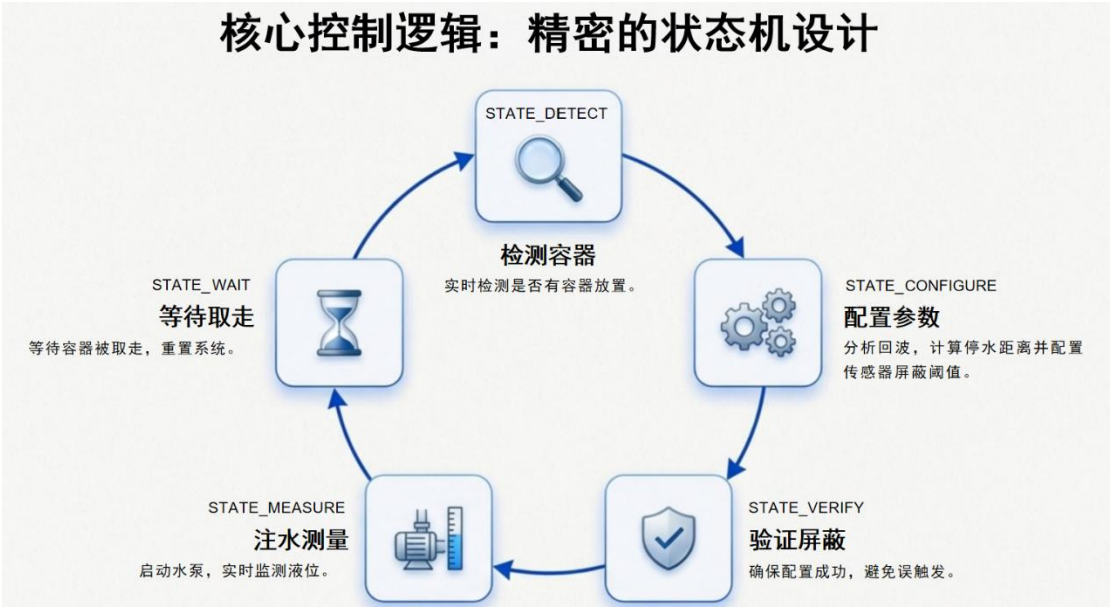 核心控制逻辑：精密的状态机设计
STATE_DETECT
检测容器
实时检测是否有容器放置。
STATE_CONFIGURE
配置参数
分析回波，计算停水距离并配置
传感器屏蔽阈值。
STATE_VERIFY
验证屏蔽
确保配置成功，避免误触发。
STATE_MEASURE
注水测量
启动水泵，实时监测液位。
STATE_WAIT
等待取走
等待容器被取走，重置系统。